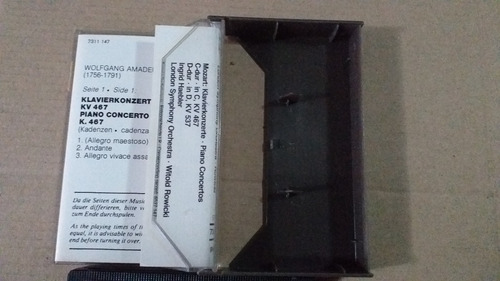 7311 147
WOLFGANG AMADE
(1756-1791)
Seite 1 • Side 1:
KLAVIERKONZERT
KV 467
PIANO CONCERTO
K. 467
(Kadenzen • cadenza
1. (Allegro maestoso)
2. Andante
3. Allegro vivace assa
Da die Seiten dieser Musi
dauer differieren, bitte v
zum Ende durchspulen.
As the playing times of t
equal, it is advisable to wi
end before turning it over.
Mozart: Klavierkonzerte · Piano Concertos
C-dur · in C, KV 467
D-dur · in D, KV 537
Ingrid Haebler
London Symphony Orchestra · Witold Rowicki